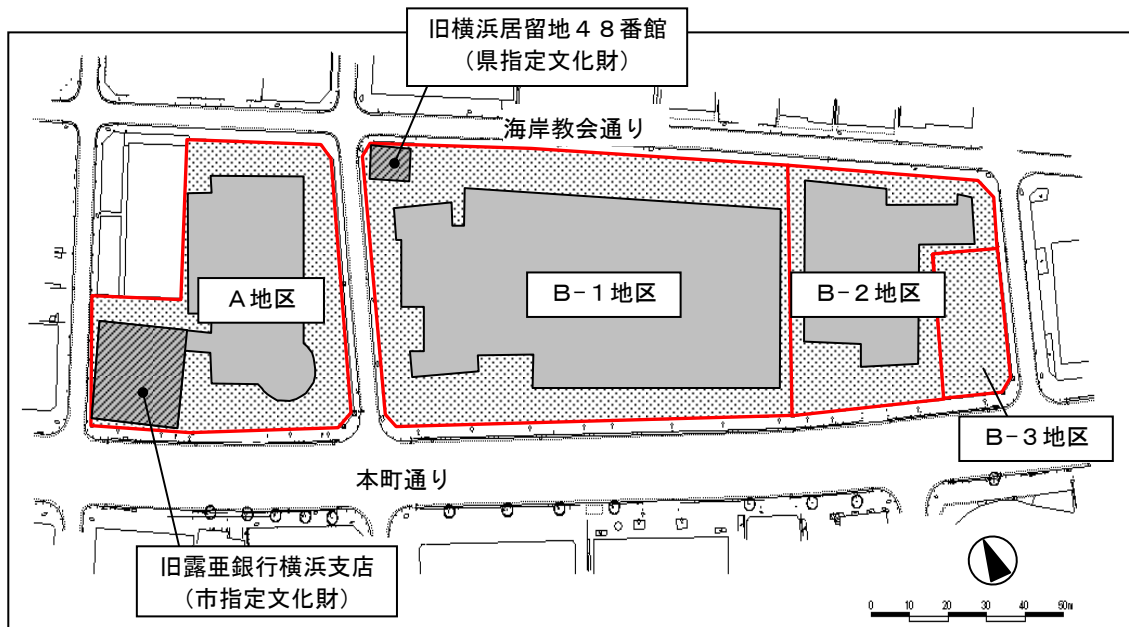 旧横浜居留地４８番館
（県指定文化財）
海岸教会通り
Ａ地区
Ｂ-１地区
Ｂ-２地区
Ｂ-３地区
本町通り
旧露亜銀行横浜支店
（市指定文化財）
0 10 20 30 40 50m